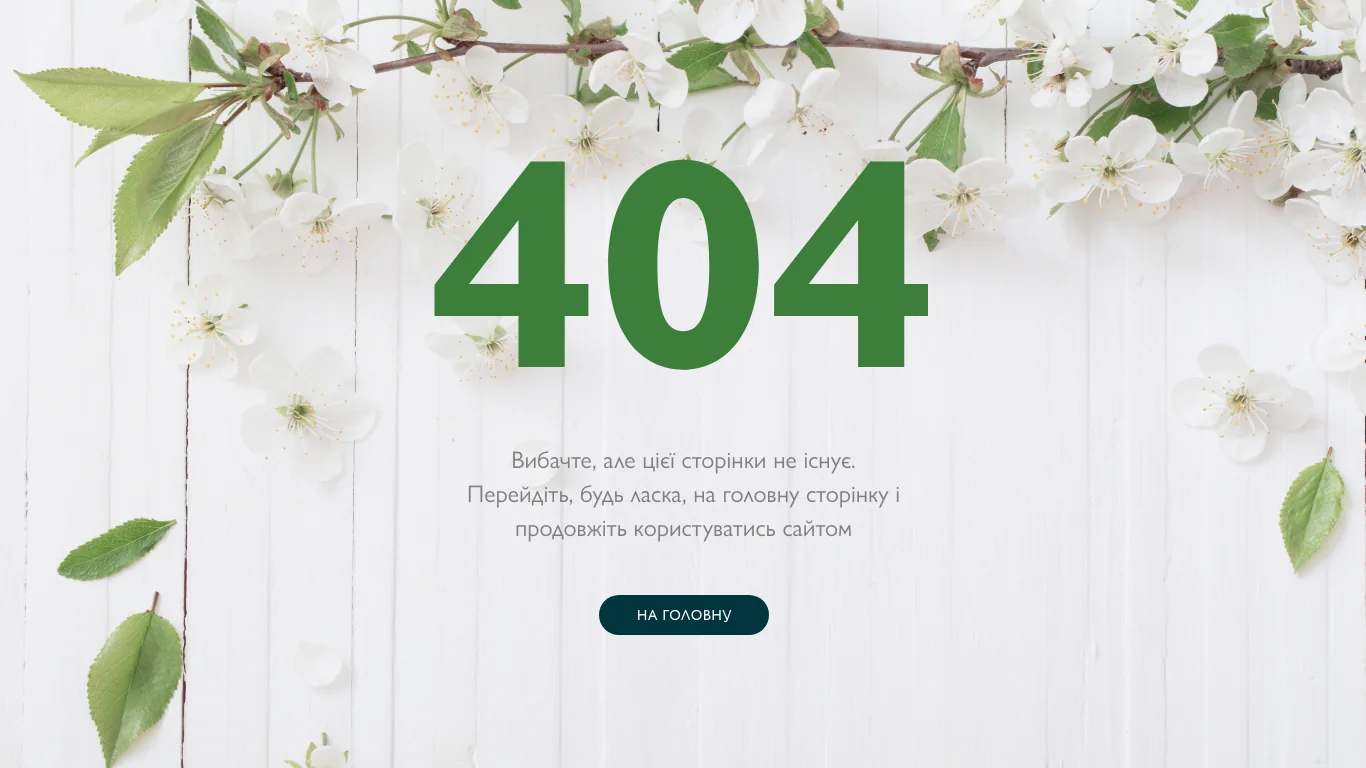 404
Вибачте, але цієї сторінки не існує.
Перейдіть, будь ласка, на головну сторінку і
продовжіть користуватись сайтом
НА ГОЛОВНУ